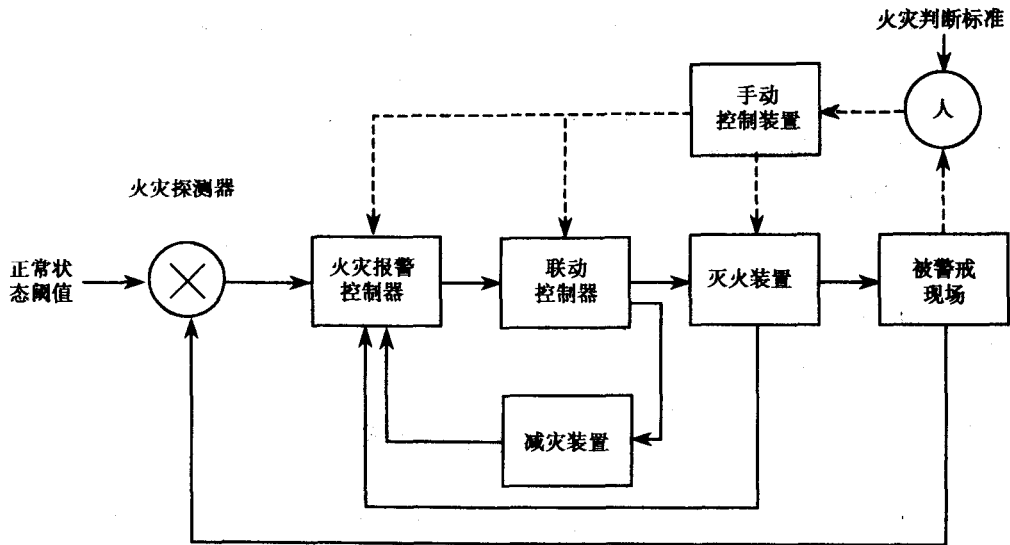 火灾判断标准
手动
控制装置
人
火灾探测器
正常状
态阈值
火灾报警
控制器
联动
控制器
灭火装置
被警戒
现场
减灾装置